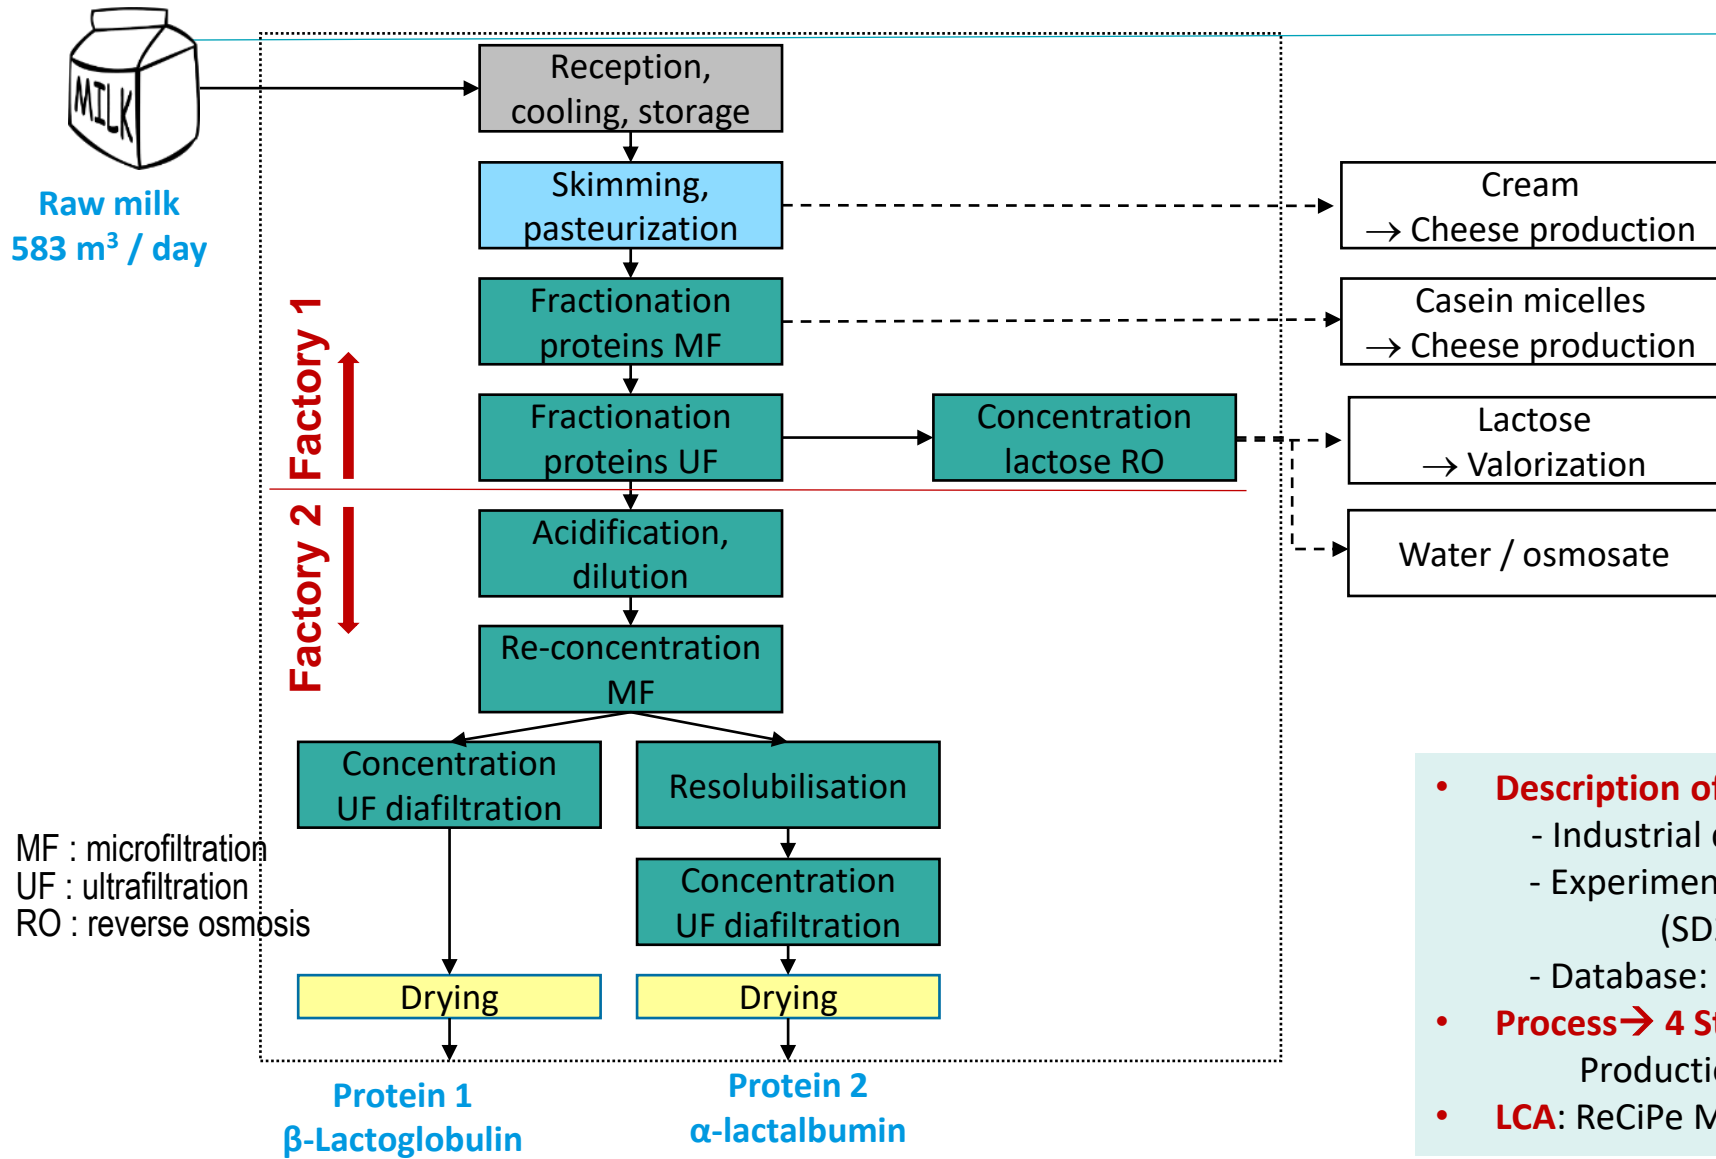 MILK
Raw milk
583 m³ / day
Reception,
cooling, storage
Skimming,
pasteurization
Cream
→ Cheese production
Fractionation
proteins MF
Casein micelles
→ Cheese production
Factory 1
Fractionation
proteins UF
Concentration
lactose RO
Lactose
→ Valorization
Water / osmosate
Factory 2
Acidification,
dilution
Re-concentration
MF
Concentration
UF diafiltration
Resolubilisation
Concentration
UF diafiltration
MF : microfiltration
UF : ultrafiltration
RO : reverse osmosis
Drying
Drying
Protein 1
β-Lactoglobulin
Protein 2
α-lactalbumin
• Description of
- Industrial
- Experimen
- Database:
• Process→ 4
Productio
• LCA: ReCiPe